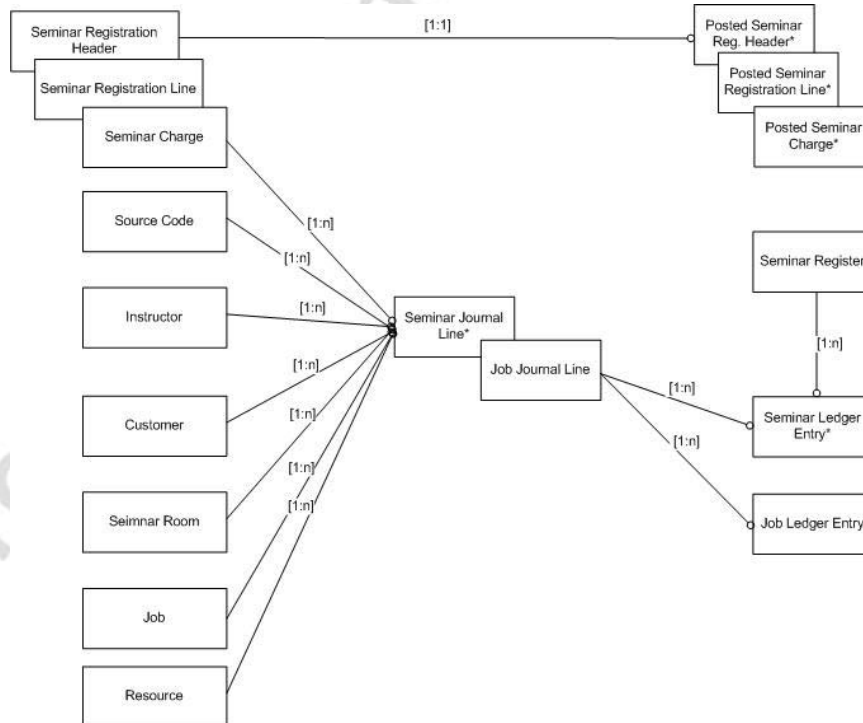 Seminar Registration
Header
[1:1]
Posted Seminar
Reg. Header*
Seminar Registration Line
Posted Seminar
Registration Line*
Seminar Charge
Posted Seminar
Charge*
[1:n]
Source Code
[1:n]
Seminar Register
Instructor
[1:n]
Seminar Journal
Line*
[1:n]
Job Journal Line
[1:n]
[1:n]
Customer
[1:n]
Seminar Ledger
Entry*
[1:n]
[1:n]
Seimnar Room
Job Ledger Entry
Job
Resource